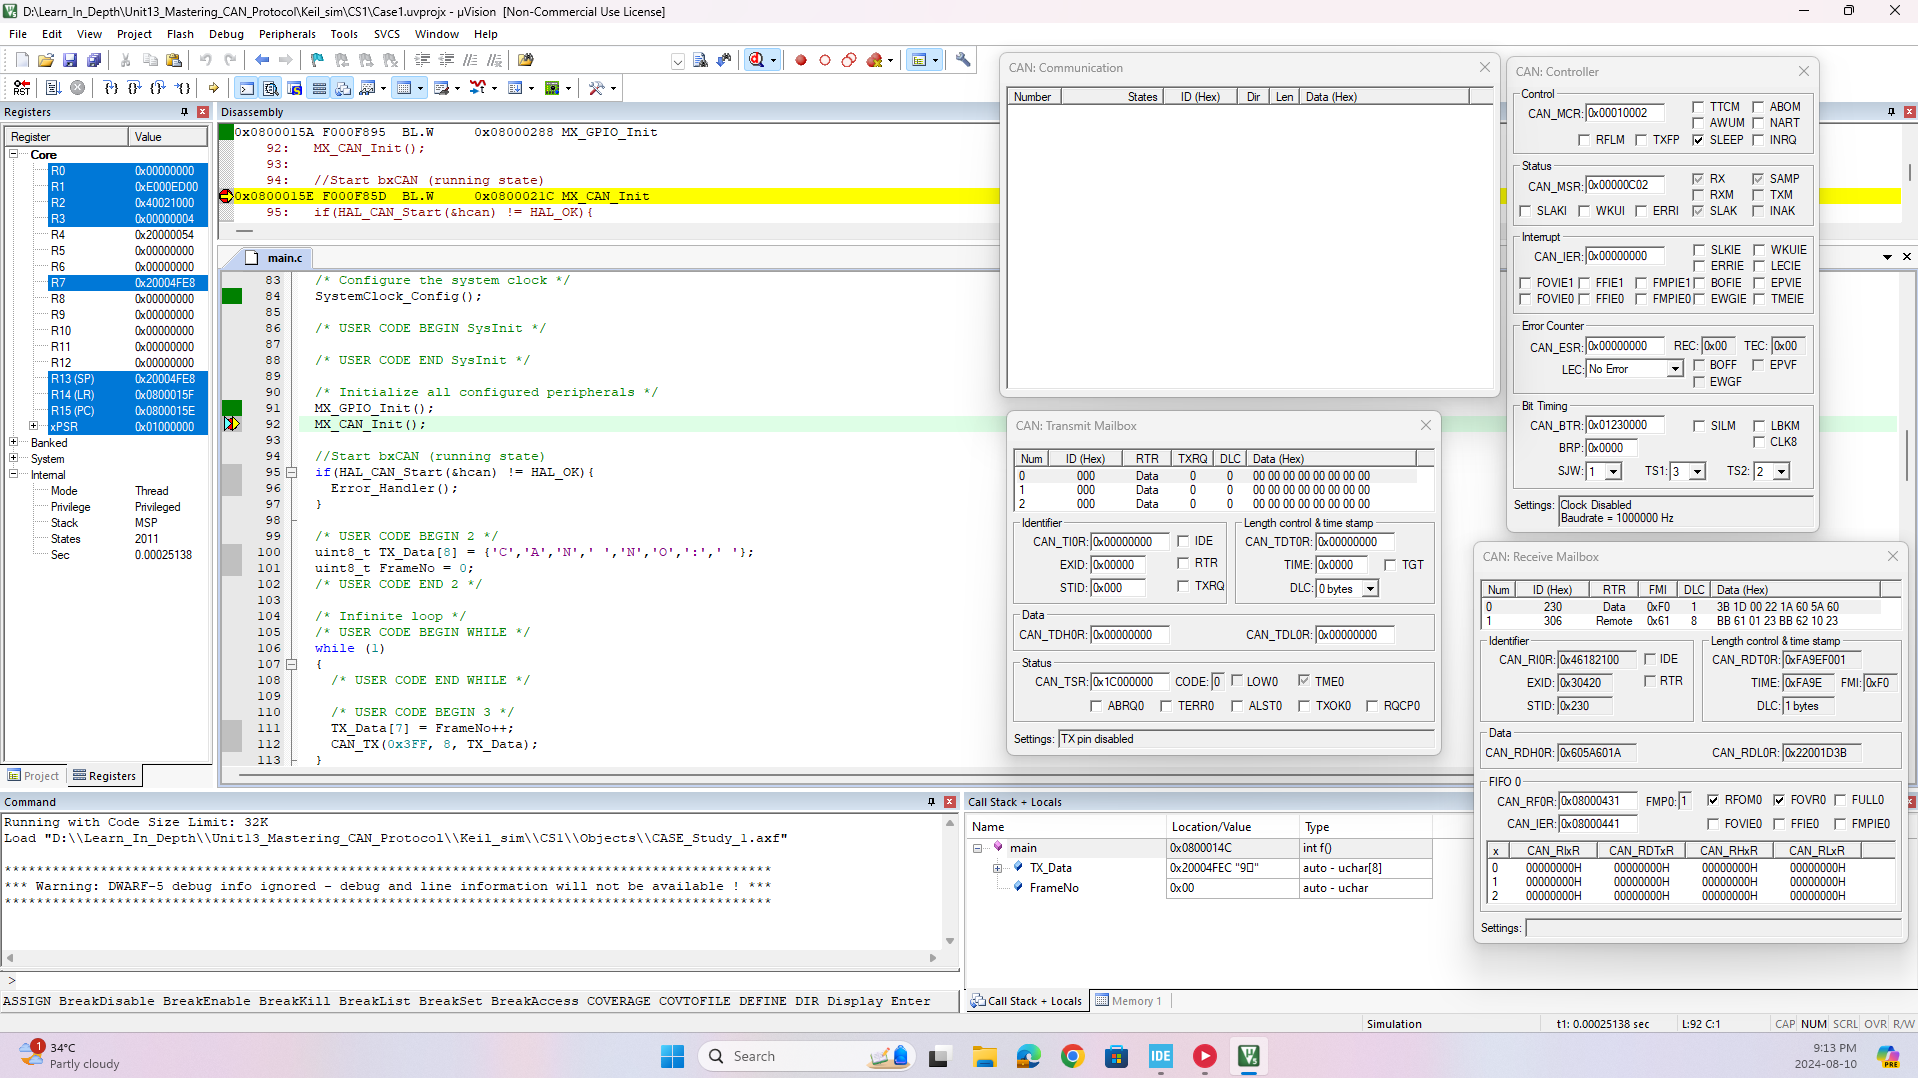 D:\Learn_In_Depth\Unit13_Mastering_CAN_Protocol\Keil_sim\CS1\Case1.uvprojx - µVision [Non-Commercial Use License]
File Edit View Project Flash Debug Peripherals Tools SVCS Window Help
Registers
Register Value
Core
R0 0x00000000
R1 0xE000ED00
R2 0x40021000
R3 0x00000004
R4 0x20000054
R5 0x00000000
R6 0x00000000
R7 0x20004FE8
R8 0x00000000
R9 0x00000000
R10 0x00000000
R11 0x00000000
R12 0x00000000
R13 (SP) 0x20004FE8
R14 (LR) 0x0800015F
R15 (PC) 0x0800015E
xPSR 0x01000000
Banked
System
Internal
Mode Thread
Privilege Privileged
Stack MSP
States 2011
Sec 0.00025138
Project Registers
Disassembly
0x0800015A F000F895 BL.W 0x08000288 MX_GPIO_Init
92: MX_CAN_Init();
93:
94: //Start bxCAN (running state)
0x0800015E F000F85D BL.W 0x0800021C MX_CAN_Init
95: if(HAL_CAN_Start(&hcan) != HAL_OK){
main.c
83 /* Configure the system clock */
84 SystemClock_Config();
85
86 /* USER CODE BEGIN SysInit */
87
88 /* USER CODE END SysInit */
89
90 /* Initialize all configured peripherals */
91 MX_GPIO_Init();
92 MX_CAN_Init();
93
94 //Start bxCAN (running state)
95 if(HAL_CAN_Start(&hcan) != HAL_OK){
96 Error_Handler();
97 }
98
99 /* USER CODE BEGIN 2 */
100 uint8_t TX_Data[8] = {'C','A','N',' ','N','O',':',' '};
101 uint8_t FrameNo = 0;
102 /* USER CODE END 2 */
103
104 /* Infinite loop */
105 /* USER CODE BEGIN WHILE */
106 while (1)
107 {
108 /* USER CODE END WHILE */
109
110 /* USER CODE BEGIN 3 */
111 TX_Data[7] = FrameNo++;
112 CAN_TX(0x3FF, 8, TX_Data);
113 }
CAN: Communication
Number States ID (Hex) Dir Len Data (Hex)
CAN: Transmit Mailbox
Num ID (Hex) RTR TXRQ DLC Data (Hex)
0 000 Data 0 0 00 00 00 00 00 00 00 00
1 000 Data 0 0 00 00 00 00 00 00 00 00
2 000 Data 0 0 00 00 00 00 00 00 00 00
Identifier
CAN_TI0R: 0x00000000 IDE
EXID: 0x00000 RTR
STID: 0x000 TXRQ
Length control & time stamp
CAN_TDT0R: 0x00000000
TIME: 0x0000 TGT
DLC: 0 bytes
Data
CAN_TDH0R: 0x00000000 CAN_TDL0R: 0x00000000
Status
CAN_TSR: 0x1C000000 CODE: 0 LOW0 TME0
ABRQ0 TERR0 ALST0 TXOK0 RQCP0
Settings: TX pin disabled
CAN: Controller
Control
CAN_MCR: 0x00010002 TTCM ABOM
AWUM NART
RFLM TXFP SLEEP INRQ
Status
CAN_MSR: 0x00000C02 RX SAMP
RXM TXM
SLAKI WKUI ERRI SLAK INAK
Interrupt
CAN_IER: 0x00000000 SLKIE WKUIE
ERRIE LECIE
FOVIE1 FFIE1 FMPIE1 BOFIE EPVIE
FOVIE0 FFIE0 FMPIE0 EWGIE TMEIE
Error Counter
CAN_ESR: 0x00000000 REC: 0x00 TEC: 0x00
LEC: No Error BOFF EPVF
EWGF
Bit Timing
CAN_BTR: 0x01230000 SILM LBKM
CLK8
BRP: 0x0000
SJW: 1 TS1: 3 TS2: 2
Settings: Clock Disabled
Baudrate = 1000000 Hz
CAN: Receive Mailbox
Num ID (Hex) RTR FMI DLC Data (Hex)
0 230 Data 0xF0 1 3B 1D 00 22 1A 60 5A 60
1 306 Remote 0x61 8 BB 61 01 23 BB 62 10 23
Identifier
CAN_RI0R: 0x46182100 IDE
EXID: 0x30420 RTR
STID: 0x230
Length control & time stamp
CAN_RDT0R: 0xFA9EF001
TIME: 0xFA9E FMI: 0xF0
DLC: 1 bytes
Data
CAN_RDH0R: 0x605A601A CAN_RDL0R: 0x22001D3B
FIFO 0
CAN_RF0R: 0x08000431 FMP0: 1 RFOM0 FOVR0 FULL0
CAN_IER: 0x08000441 FOVIE0 FFIE0 FMPIE0
x CAN_RIxR CAN_RDTxR CAN_RHxR CAN_RLxR
0 00000000H 00000000H 00000000H 00000000H
1 00000000H 00000000H 00000000H 00000000H
2 00000000H 00000000H 00000000H 00000000H
Settings:
Command
Running with Code Size Limit: 32K
Load "D:\\Learn_In_Depth\\Unit13_Mastering_CAN_Protocol\\Keil_sim\\CS1\\Objects\\CASE_Study_1.axf"
*** Warning: DWARF-5 debug info ignored - debug and line information will not be available ! ***
>
ASSIGN BreakDisable BreakEnable BreakKill BreakList BreakSet BreakAccess COVERAGE COVTOFILE DEFINE DIR Display Enter
Call Stack + Locals
Name Location/Value Type
main 0x0800014C int f()
TX_Data 0x20004FEC "9" auto - uchar[8]
FrameNo 0x00 auto - uchar
Call Stack + Locals Memory 1
Simulation t1: 0.00025138 sec L:92 C:1 CAP NUM SCRL OVR R/W
1
34°C
Partly cloudy
Search
IDE
PRE
9:13 PM
2024-08-10